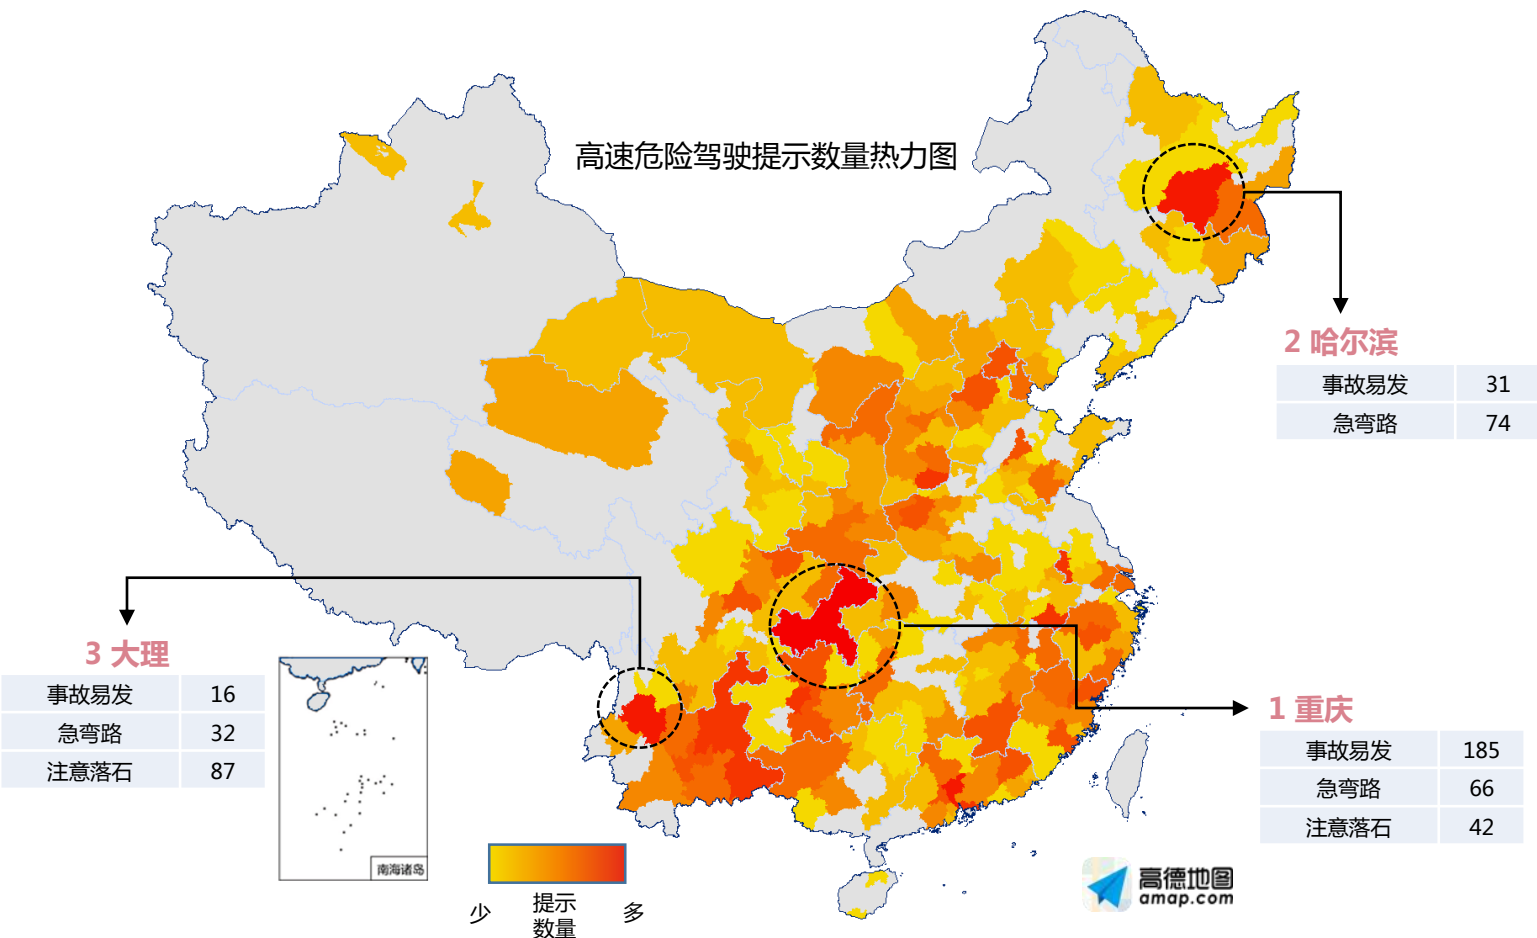 高速危险驾驶提示数量热力图
2 哈尔滨
事故易发 31
急弯路 74
3 大理
事故易发 16
急弯路 32
注意落石 87
1 重庆
事故易发 185
急弯路 66
注意落石 42
南海诸岛
少 提示数量 多
高德地图
amap.com